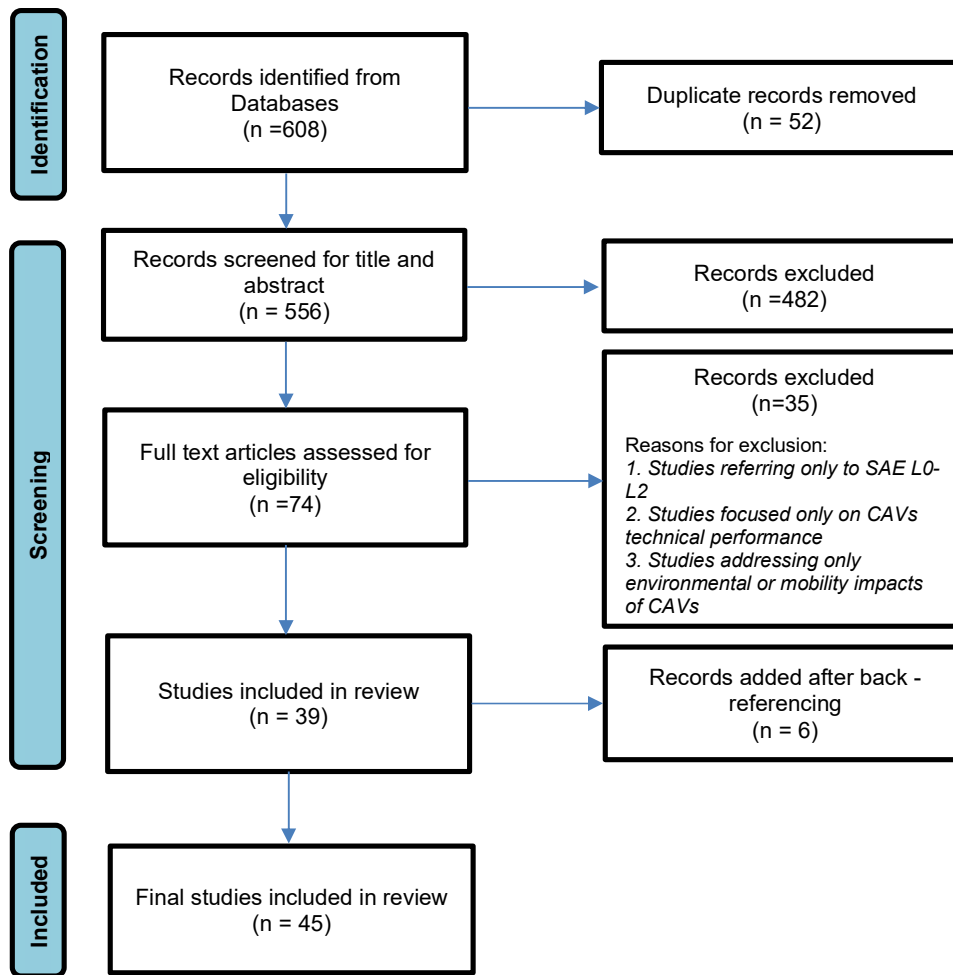 Identification
Records identified from
Databases
(n =608)
Duplicate records removed
(n = 52)
Screening
Records screened for title and
abstract
(n = 556)
Records excluded
(n =482)
Full text articles assessed for
eligibility
(n =74)
Records excluded
(n=35)
Reasons for exclusion:
1. Studies referring only to SAE L0-
L2
2. Studies focused only on CAVs
technical performance
3. Studies addressing only
environmental or mobility impacts
of CAVs
Studies included in review
(n = 39)
Records added after back -
referencing
(n = 6)
Included
Final studies included in review
(n = 45)